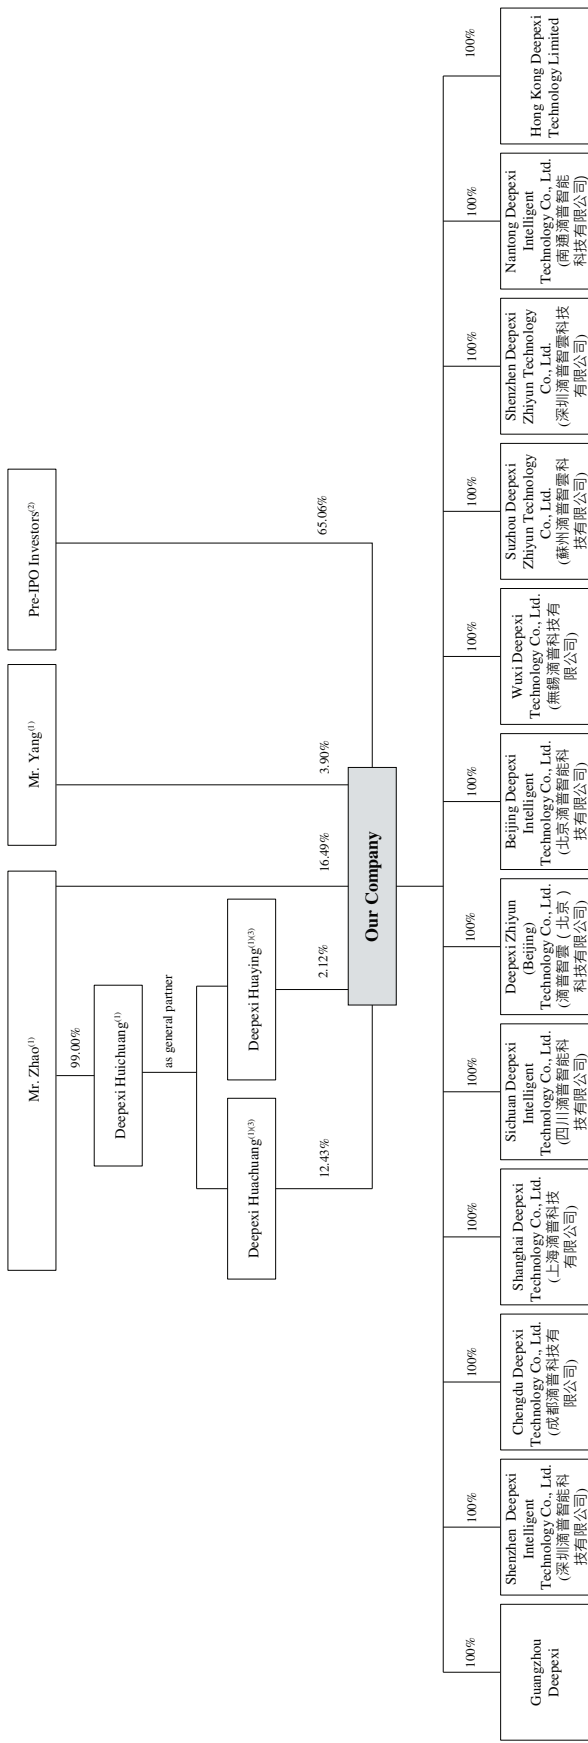 Mr. Zhao(1)
Mr. Yang(1)
Pre-IPO Investors(2)
99.00%
Deepexi Huichuang(1)
as general partner
Deepexi Huachuang(1)(3)
Deepexi Huaying(1)(3)
12.43%
2.12%
16.49%
3.90%
65.06%
Our Company
100%
100%
100%
100%
100%
100%
100%
100%
100%
100%
100%
100%
Guangzhou
Deepexi
Shenzhen Deepexi
Intelligent
Technology Co., Ltd.
(深圳滴普智能科
技有限公司)
Chengdu Deepexi
Technology Co., Ltd.
(成都滴普科技有
限公司)
Shanghai Deepexi
Technology Co., Ltd.
(上海滴普科技
有限公司)
Sichuan Deepexi
Intelligent
Technology Co., Ltd.
(四川滴普智能科
技有限公司)
Deepexi Zhiyun
(Beijing)
Technology Co., Ltd.
(滴普智雲（北京）
科技有限公司)
Beijing Deepexi
Intelligent
Technology Co., Ltd.
(北京滴普智能科
技有限公司)
Wuxi Deepexi
Technology Co., Ltd.
(無錫滴普科技有
限公司)
Suzhou Deepexi
Zhiyun Technology
Co., Ltd.
(蘇州滴普智雲科
技有限公司)
Shenzhen Deepexi
Zhiyun Technology
Co., Ltd.
(深圳滴普智雲科技
有限公司)
Nantong Deepexi
Intelligent
Technology Co., Ltd.
(南通滴普智能
科技有限公司)
Hong Kong Deepexi
Technology Limited